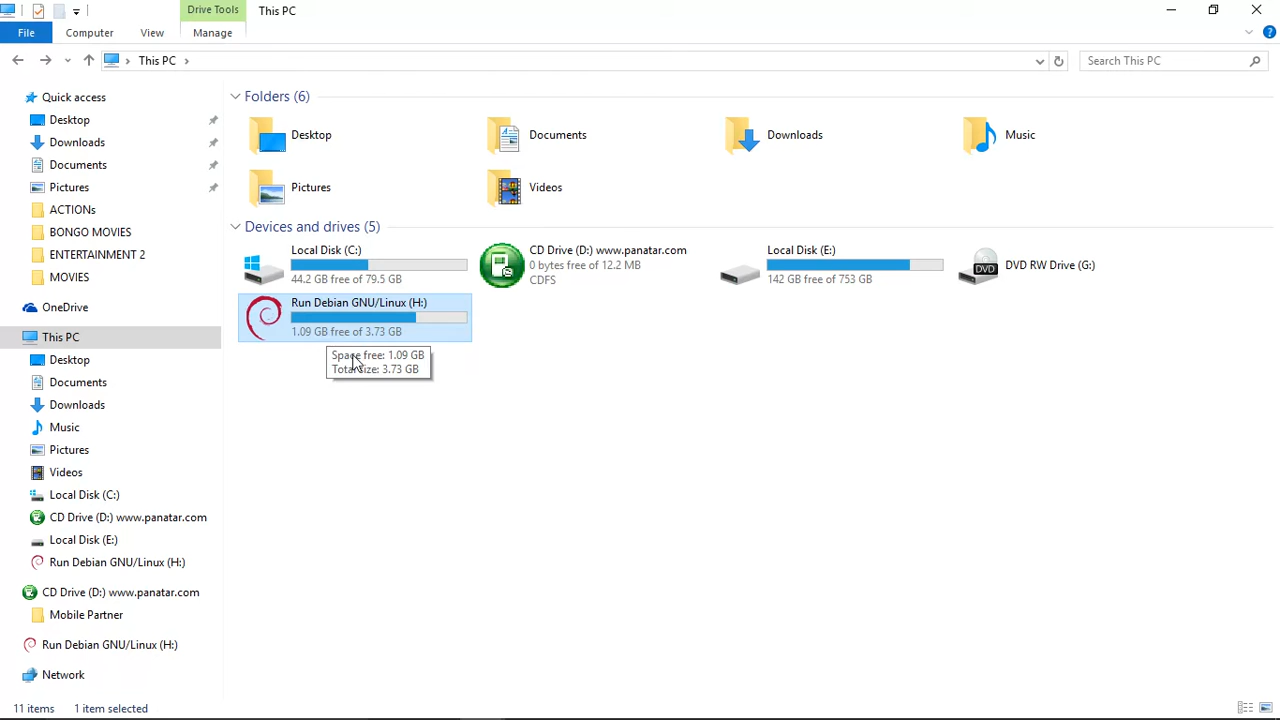 Drive Tools
This PC
File
Computer
View
Manage
This PC
Search This PC
Quick access
Desktop
Downloads
Documents
Pictures
ACTIONs
BONGO MOVIES
ENTERTAINMENT 2
MOVIES
OneDrive
This PC
Desktop
Documents
Downloads
Music
Pictures
Videos
Local Disk (C:)
CD Drive (D:) www.panatar.com
Local Disk (E:)
Run Debian GNU/Linux (H:)
CD Drive (D:) www.panatar.com
Mobile Partner
Run Debian GNU/Linux (H:)
Network
Folders (6)
Desktop
Documents
Downloads
Music
Pictures
Videos
Devices and drives (5)
Local Disk (C:)
44.2 GB free of 79.5 GB
CD Drive (D:) www.panatar.com
0 bytes free of 12.2 MB
CDFS
Local Disk (E:)
142 GB free of 753 GB
DVD
DVD RW Drive (G:)
Run Debian GNU/Linux (H:)
1.09 GB free of 3.73 GB
Space free: 1.09 GB
Total size: 3.73 GB
11 items
1 item selected